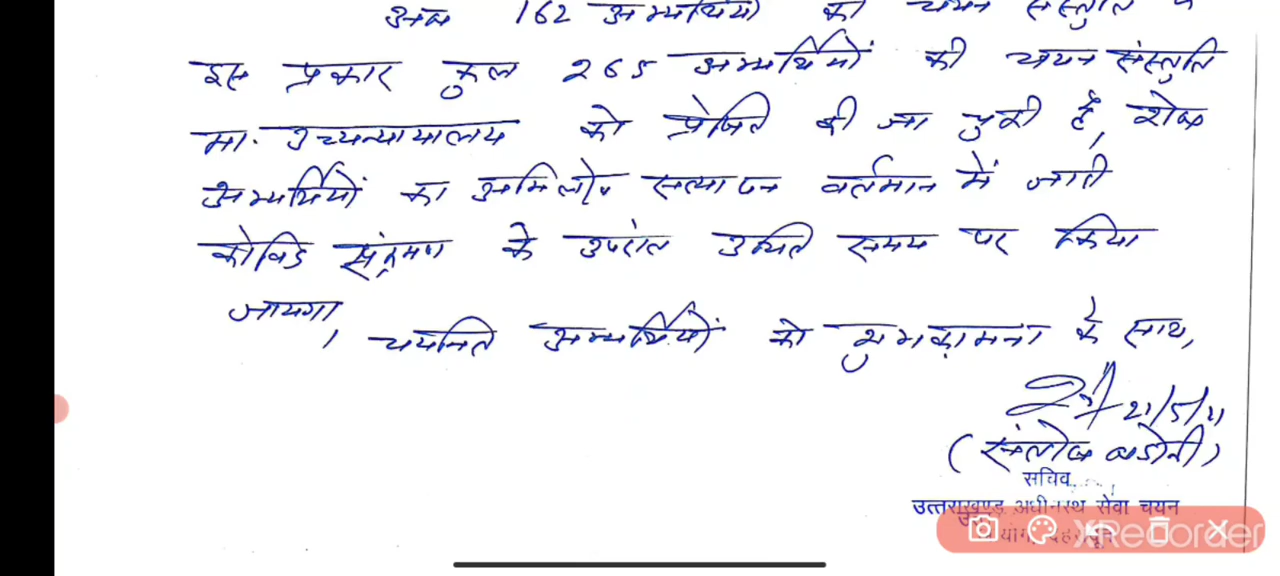 अब 162 अभ्यर्थियों की चयन संस्तुति
इस प्रकार कुल 265 अभ्यर्थियों की चयन संस्तुति
मा. उच्चन्यायालय को प्रेषित की जा चुकी है, शेष
अभ्यर्थियों का अभिलेख सत्यापन वर्तमान में जारी
कोविड संक्रमण के उपरांत उचित समय पर किया
जायेगा, चयनित अभ्यर्थियों को शुभकामना के साथ,
21/5/21
(संतोष बडोनी)
सचिव
उत्तराखण्ड अधीनस्थ सेवा चयन
XRecorder